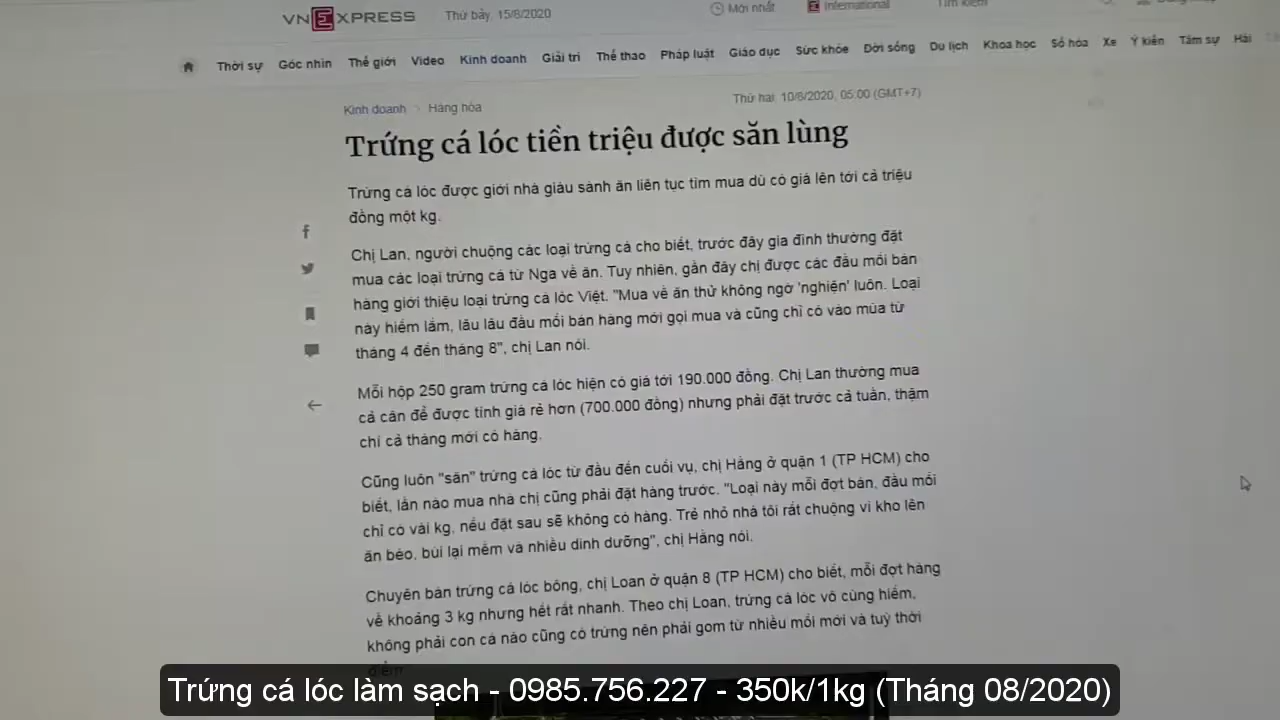 VNEXPRESS
Thứ bảy, 15/8/2020
Mới nhất
E International
Tìm kiếm
Thời sự Góc nhìn Thế giới Video Kinh doanh Giải trí Thể thao Pháp luật Giáo dục Sức khỏe Đời sống Du lịch Khoa học Số hóa Xe Ý kiến Tâm sự Hài
Kinh doanh > Hàng hóa
Thứ hai, 10/8/2020, 05:00 (GMT+7)
Trứng cá lóc tiền triệu được săn lùng
Trứng cá lóc được giới nhà giàu sành ăn liên tục tìm mua dù có giá lên tới cả triệu
đồng một kg.
Chị Lan, người chuộng các loại trứng cá cho biết, trước đây gia đình thường đặt
mua các loại trứng cá từ Nga về ăn. Tuy nhiên, gần đây chị được các đầu mối bán
hàng giới thiệu loại trứng cá lóc Việt. "Mua về ăn thử không ngờ 'nghiện' luôn. Loại
này hiếm lắm, lâu lâu đầu mối bán hàng mới gọi mua và cũng chỉ có vào mùa từ
tháng 4 đến tháng 8", chị Lan nói.
Mỗi hộp 250 gram trứng cá lóc hiện có giá tới 190.000 đồng. Chị Lan thường mua
cả cân để được tính giá rẻ hơn (700.000 đồng) nhưng phải đặt trước cả tuần, thậm
chí cả tháng mới có hàng.
Cũng luôn "săn" trứng cá lóc từ đầu đến cuối vụ, chị Hằng ở quận 1 (TP HCM) cho
biết, lần nào mua nhà chị cũng phải đặt hàng trước. "Loại này mỗi đợt bán, đầu mối
chỉ có vài kg, nếu đặt sau sẽ không có hàng. Trẻ nhỏ nhà tôi rất chuộng vì kho lên
ăn béo, bùi lại mềm và nhiều dinh dưỡng", chị Hằng nói.
Chuyên bán trứng cá lóc bông, chị Loan ở quận 8 (TP HCM) cho biết, mỗi đợt hàng
về khoảng 3 kg nhưng hết rất nhanh. Theo chị Loan, trứng cá lóc vô cùng hiếm,
không phải con cá nào cũng có trứng nên phải gom từ nhiều mối mới và tuỳ thời
điểm
Trứng cá lóc làm sạch - 0985.756.227 - 350k/1kg (Tháng 08/2020)